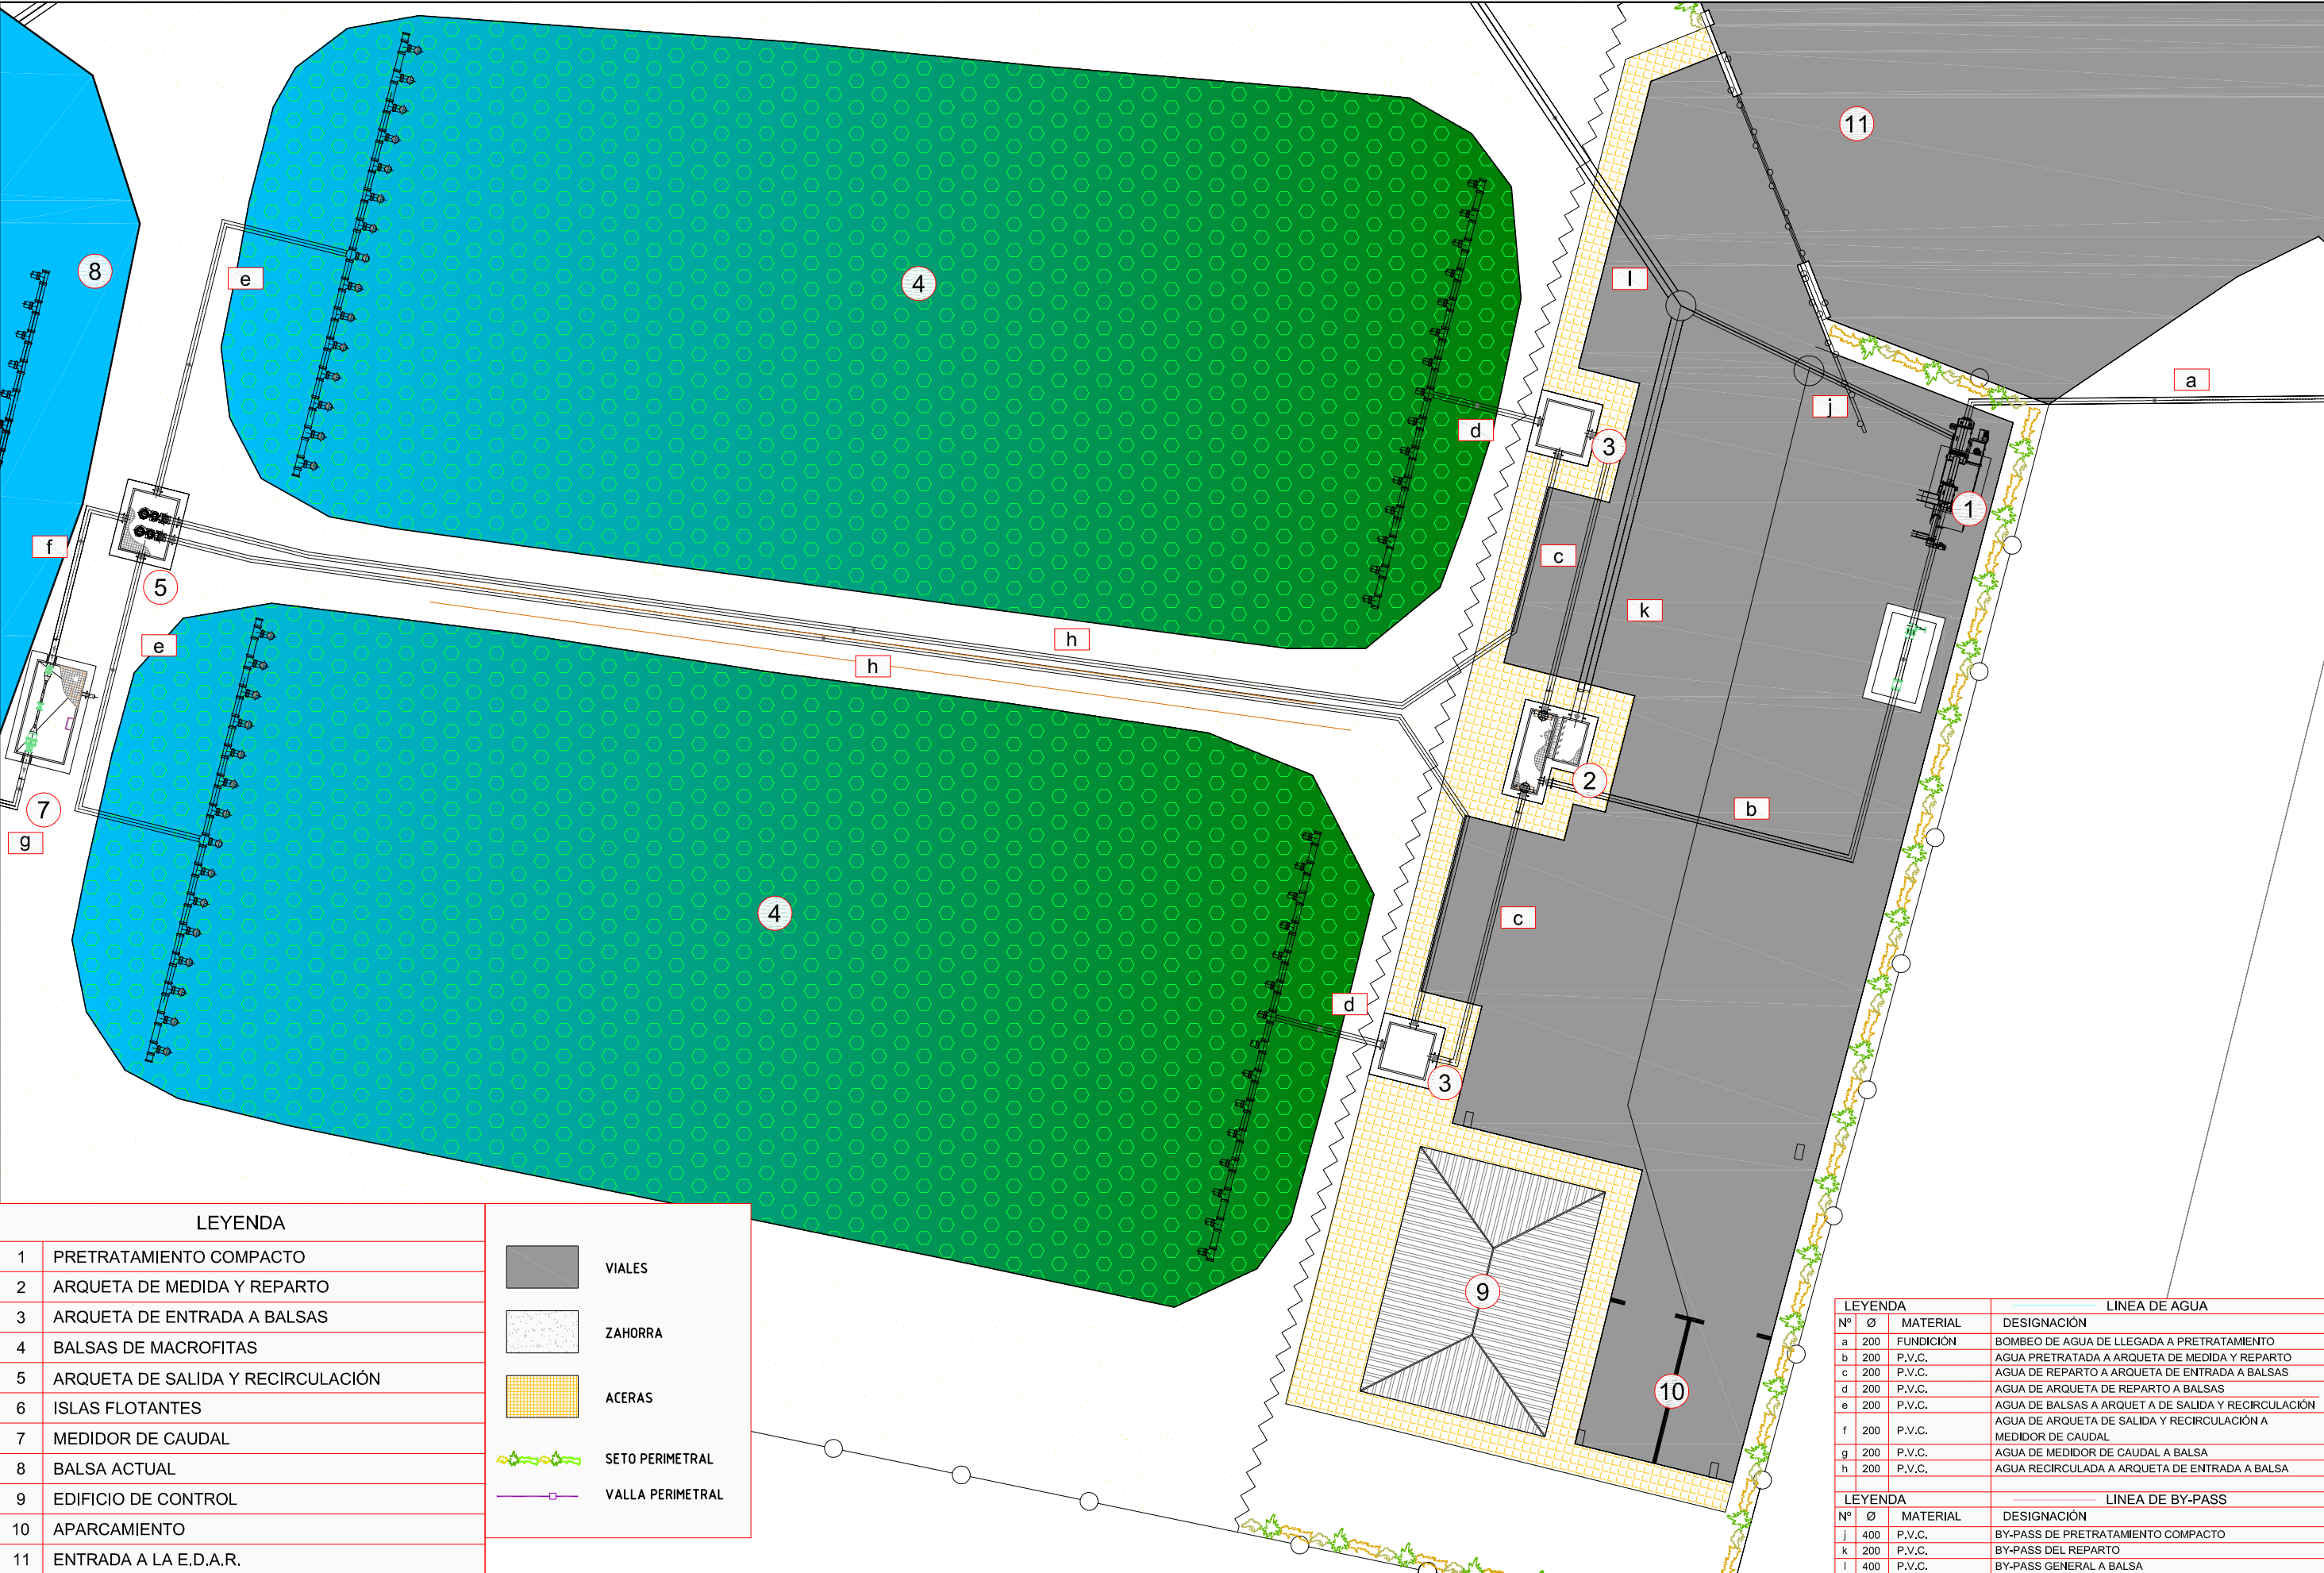 11
8
e
4
l
a
j
d
3
1
c
f
5
k
e
h
h
2
7
b
g
4
c
d
3
9
10
LEYENDA
1 PRETRATAMIENTO COMPACTO
2 ARQUETA DE MEDIDA Y REPARTO
3 ARQUETA DE ENTRADA A BALSAS
4 BALSAS DE MACROFITAS
5 ARQUETA DE SALIDA Y RECIRCULACIÓN
6 ISLAS FLOTANTES
7 MEDIDOR DE CAUDAL
8 BALSA ACTUAL
9 EDIFICIO DE CONTROL
10 APARCAMIENTO
11 ENTRADA A LA E.D.A.R.
VIALES
ZAHORRA
ACERAS
SETO PERIMETRAL
VALLA PERIMETRAL
LEYENDA LINEA DE AGUA
Nº Ø MATERIAL DESIGNACIÓN
a 200 FUNDICIÓN BOMBEO DE AGUA DE LLEGADA A PRETRATAMIENTO
b 200 P.V.C. AGUA PRETRATADA A ARQUETA DE MEDIDA Y REPARTO
c 200 P.V.C. AGUA DE REPARTO A ARQUETA DE ENTRADA A BALSAS
d 200 P.V.C. AGUA DE ARQUETA DE REPARTO A BALSAS
e 200 P.V.C. AGUA DE BALSAS A ARQUET A DE SALIDA Y RECIRCULACIÓN
f 200 P.V.C. AGUA DE ARQUETA DE SALIDA Y RECIRCULACIÓN A
MEDIDOR DE CAUDAL
g 200 P.V.C. AGUA DE MEDIDOR DE CAUDAL A BALSA
h 200 P.V.C. AGUA RECIRCULADA A ARQUETA DE ENTRADA A BALSA
LEYENDA LINEA DE BY-PASS
Nº Ø MATERIAL DESIGNACIÓN
j 400 P.V.C. BY-PASS DE PRETRATAMIENTO COMPACTO
k 200 P.V.C. BY-PASS DEL REPARTO
l 400 P.V.C. BY-PASS GENERAL A BALSA